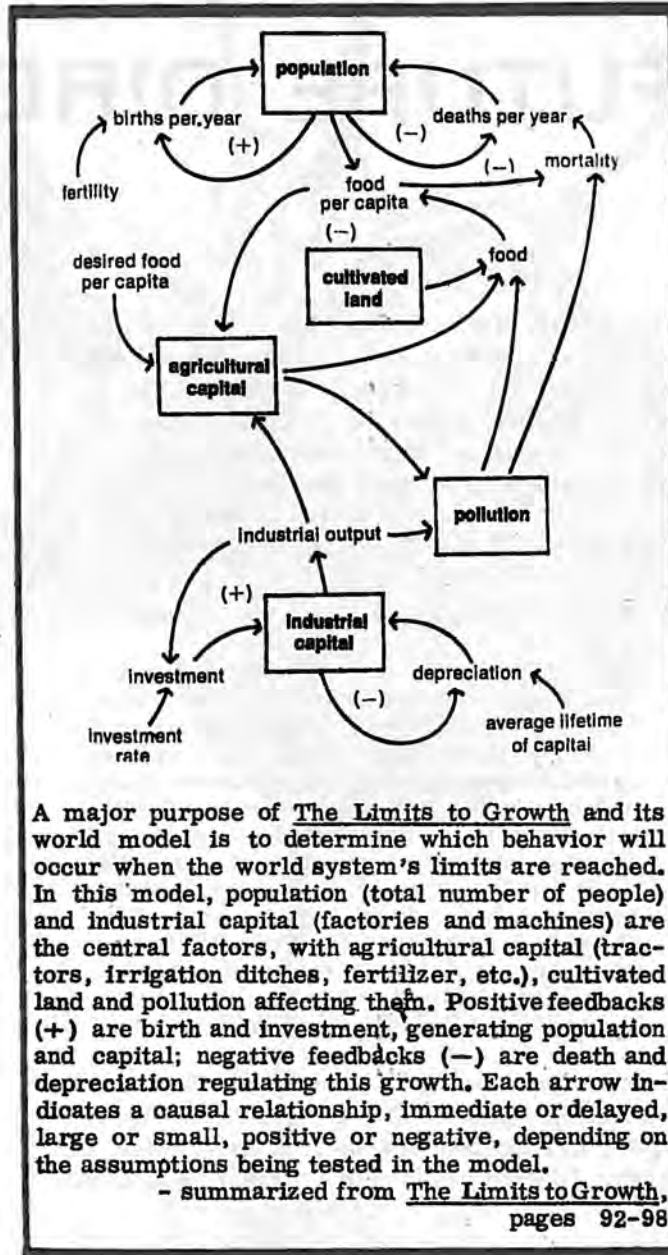 population
births per year
deaths per year
(+)
(−)
(−)
mortality
fertility
food
per capita
(−)
desired food
per capita
food
cultivated
land
agricultural
capital
pollution
industrial output
(+)
industrial
capital
investment
depreciation
(−)
investment
rate
average lifetime
of capital
A major purpose of The Limits to Growth and its
world model is to determine which behavior will
occur when the world system's limits are reached.
In this model, population (total number of people)
and industrial capital (factories and machines) are
the central factors, with agricultural capital (trac-
tors, irrigation ditches, fertilizer, etc.), cultivated
land and pollution affecting them. Positive feedbacks
(+) are birth and investment, generating population
and capital; negative feedbacks (−) are death and
depreciation regulating this growth. Each arrow in-
dicates a causal relationship, immediate or delayed,
large or small, positive or negative, depending on
the assumptions being tested in the model.
- summarized from The Limits to Growth,
pages 92-98